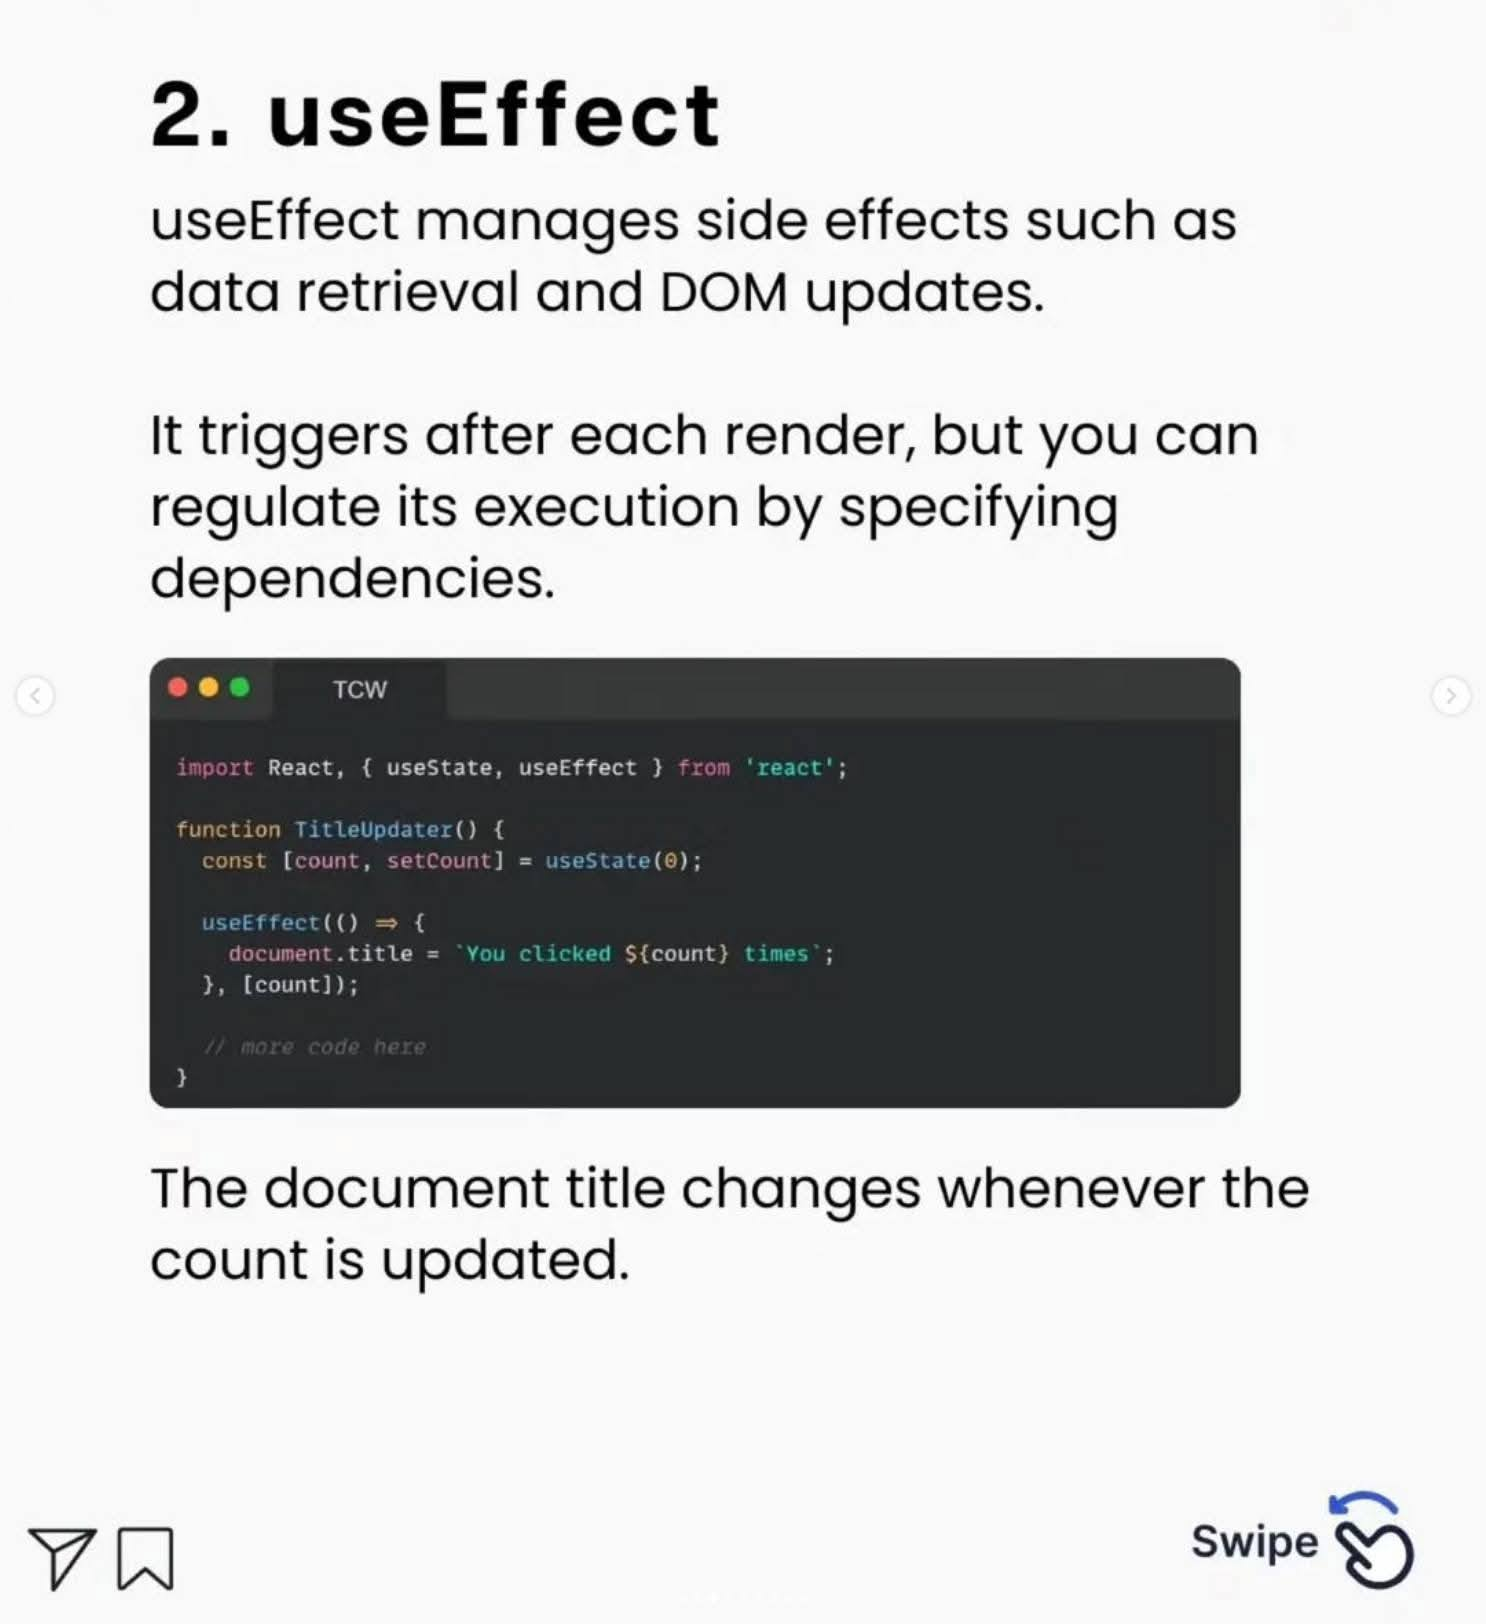 2. useEffect
useEffect manages side effects such as
data retrieval and DOM updates.
It triggers after each render, but you can
regulate its execution by specifying
dependencies.
TCW
import React, { useState, useEffect } from 'react';
function TitleUpdater() {
  const [count, setCount] = useState(0);
  useEffect(() => {
    document.title = `You clicked ${count} times`;
  }, [count]);
  // more code here
}
The document title changes whenever the
count is updated.
Swipe